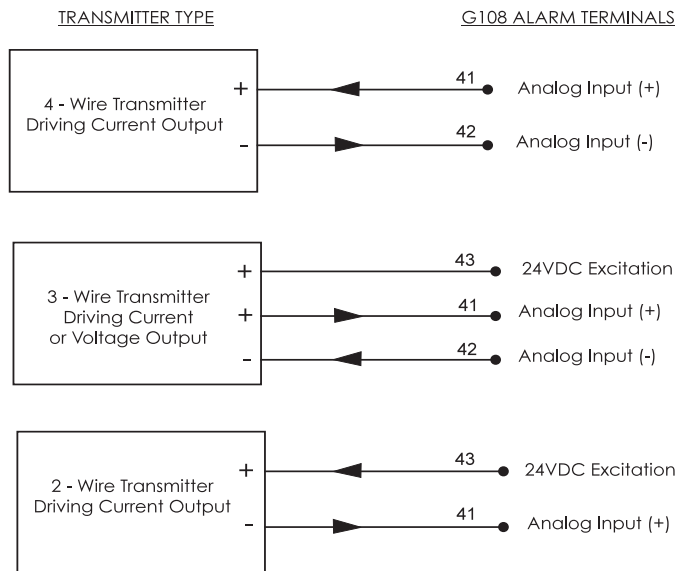 TRANSMITTER TYPE G108 ALARM TERMINALS
4 - Wire Transmitter
Driving Current Output
+ 41 Analog Input (+)
- 42 Analog Input (-)
3 - Wire Transmitter
Driving Current
or Voltage Output
+ 43 24VDC Excitation
+ 41 Analog Input (+)
- 42 Analog Input (-)
2 - Wire Transmitter
Driving Current Output
+ 43 24VDC Excitation
- 41 Analog Input (+)